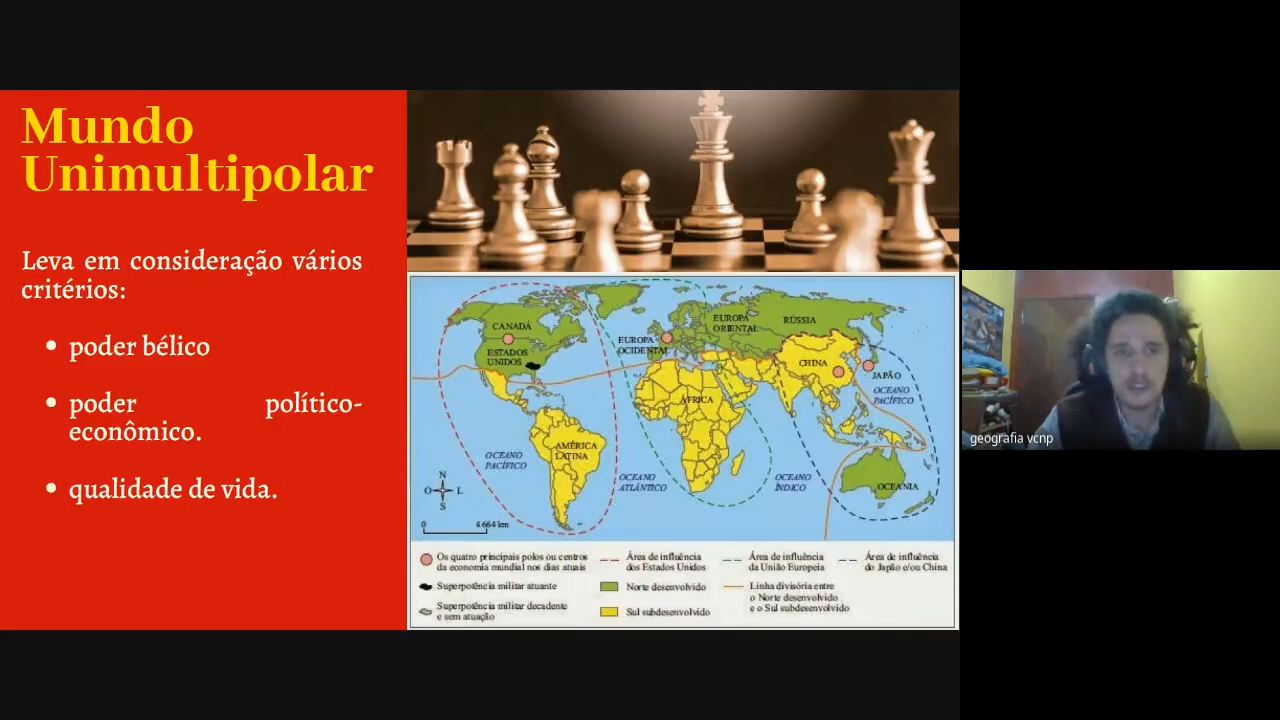 Mundo
Unimultipolar
Leva em consideração vários
critérios:
• poder bélico
• poder político-
econômico.
• qualidade de vida.
CANADÁ
ESTADOS
UNIDOS
EUROPA
OCIDENTAL
EUROPA
ORIENTAL
RÚSSIA
CHINA
JAPÃO
OCEANO
PACÍFICO
ÁFRICA
AMÉRICA
LATINA
OCEANO
PACÍFICO
OCEANO
ATLÂNTICO
OCEANO
ÍNDICO
OCEANIA
N
O L
S
0 4 664 km
Os quatro principais polos ou centros
da economia mundial nos dias atuais
Superpotência militar atuante
Superpotência militar decadente
e sem atuação
Área de influência
dos Estados Unidos
Norte desenvolvido
Sul subdesenvolvido
Área de influência
da União Europeia
Linha divisória entre
o Norte desenvolvido
e o Sul subdesenvolvido
Área de influência
do Japão e/ou China
geografia vcnp